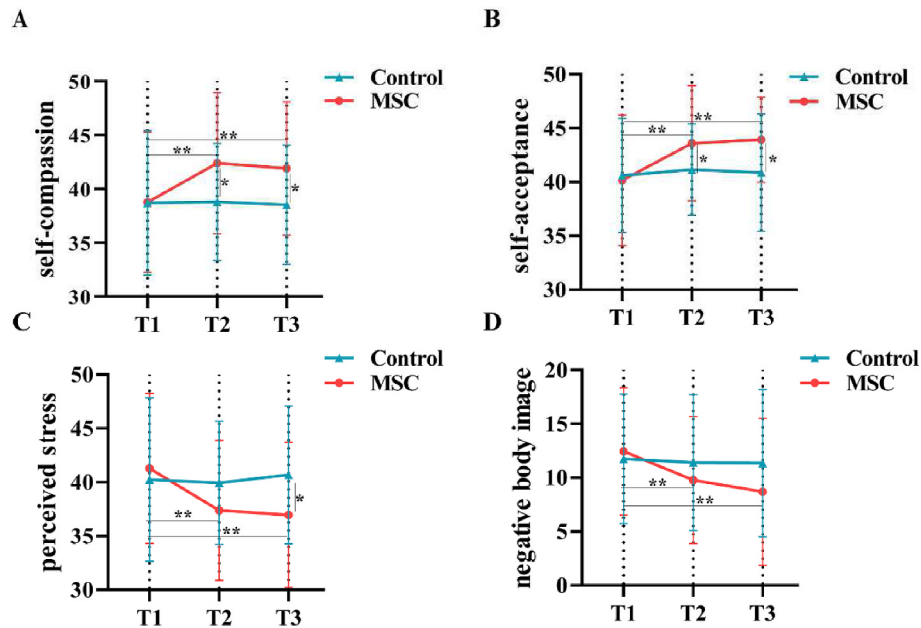 A
Control
MSC
self-compassion
50
45
40
35
30
**
**
*
*
T1 T2 T3
B
Control
MSC
self-acceptance
50
45
40
35
30
**
**
*
*
T1 T2 T3
C
Control
MSC
perceived stress
50
45
40
35
30
**
**
*
T1 T2 T3
D
Control
MSC
negative body image
20
15
10
5
0
**
**
T1 T2 T3